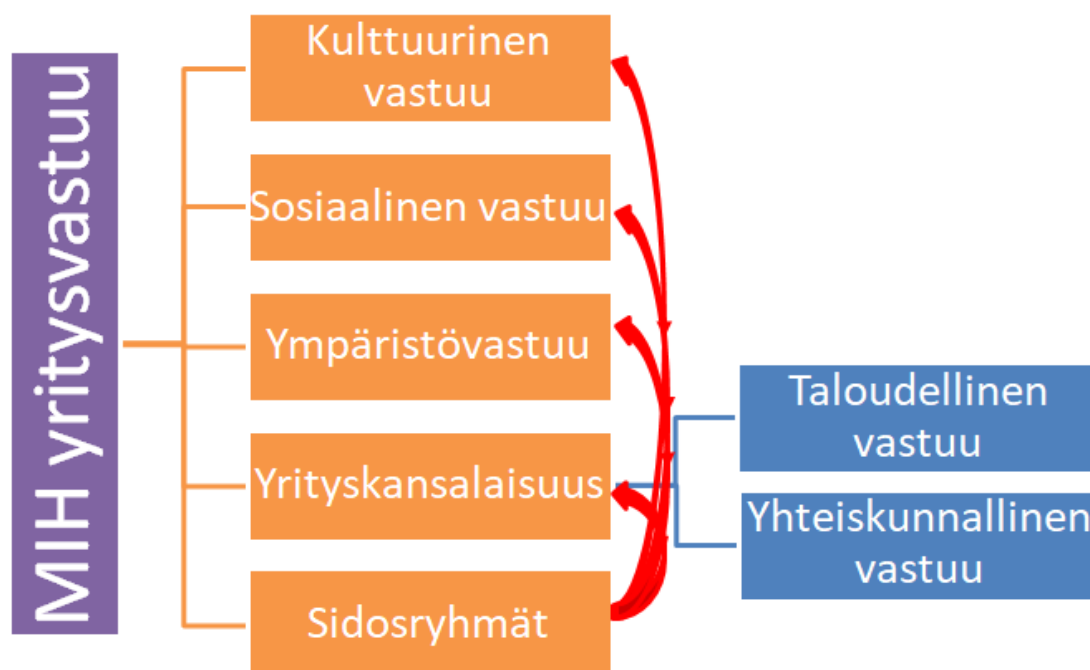 MIH yritysvastuu
Kulttuurinen
vastuu
Sosiaalinen vastuu
Ympäristövastuu
Yrityskansalaisuus
Sidosryhmät
Taloudellinen
vastuu
Yhteiskunnallinen
vastuu